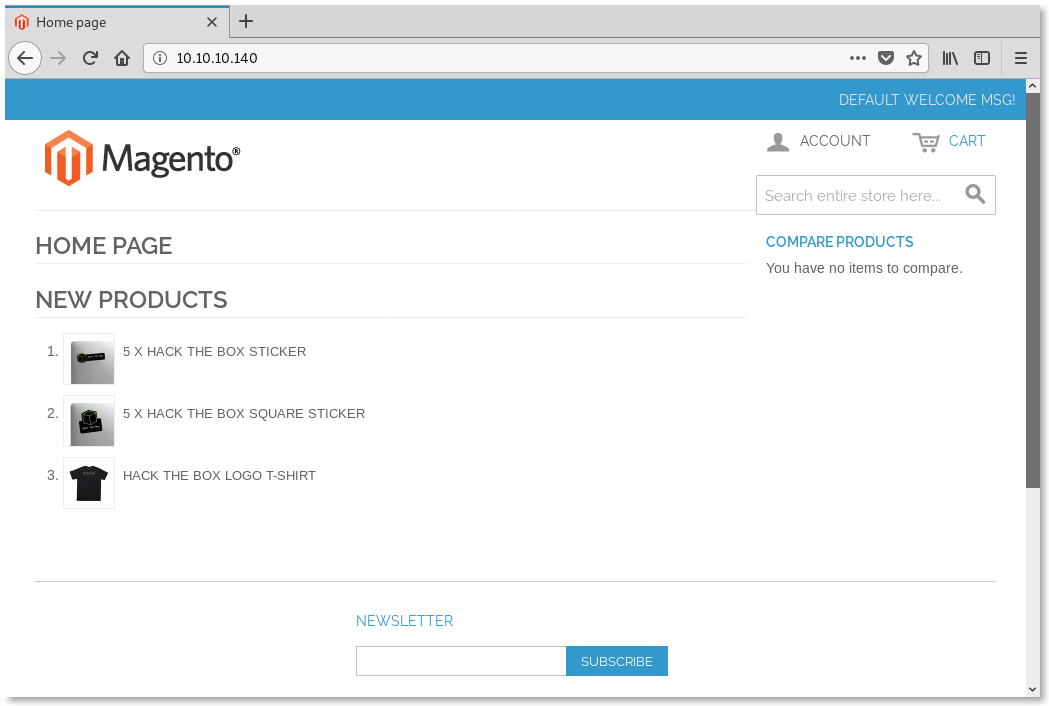 Home page
10.10.10.140
DEFAULT WELCOME MSG!
Magento®
ACCOUNT
CART
Search entire store here...
HOME PAGE
COMPARE PRODUCTS
You have no items to compare.
NEW PRODUCTS
1. 5 X HACK THE BOX STICKER
2. 5 X HACK THE BOX SQUARE STICKER
3. HACK THE BOX LOGO T-SHIRT
NEWSLETTER
SUBSCRIBE